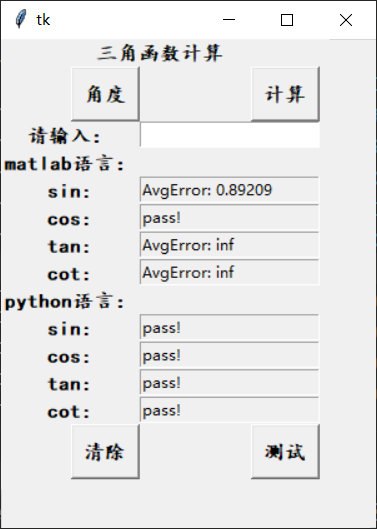 tk
三角函数计算
角度 计算
请输入:
matlab语言:
sin: AvgError: 0.89209
cos: pass!
tan: AvgError: inf
cot: AvgError: inf
python语言:
sin: pass!
cos: pass!
tan: pass!
cot: pass!
清除 测试